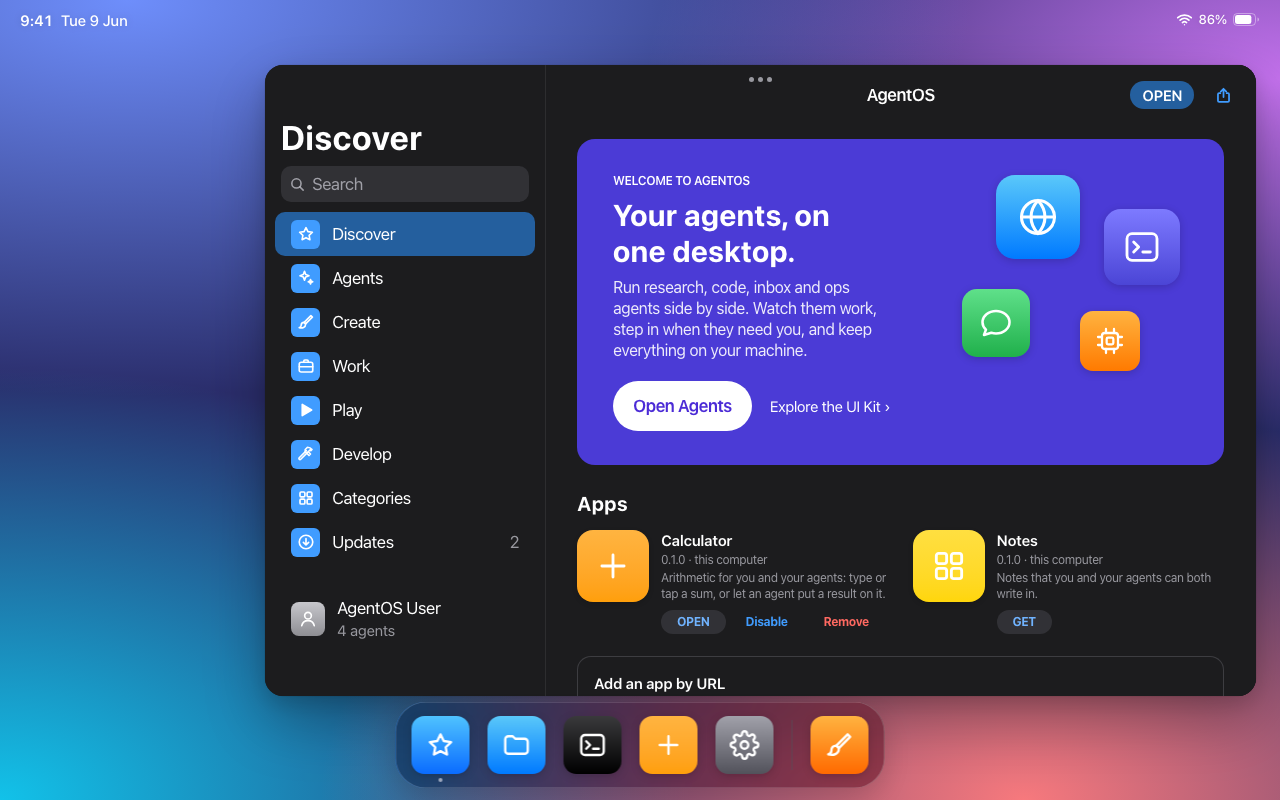 9:41 Tue 9 Jun
86%
Discover
Search
Discover
Agents
Create
Work
Play
Develop
Categories
Updates 2
AgentOS User
4 agents
AgentOS
OPEN
WELCOME TO AGENTOS
Your agents, on
one desktop.
Run research, code, inbox and ops
agents side by side. Watch them work,
step in when they need you, and keep
everything on your machine.
Open Agents
Explore the UI Kit ›
Apps
Calculator
0.1.0 · this computer
Arithmetic for you and your agents: type or
tap a sum, or let an agent put a result on it.
OPEN Disable Remove
Notes
0.1.0 · this computer
Notes that you and your agents can both
write in.
GET
Add an app by URL